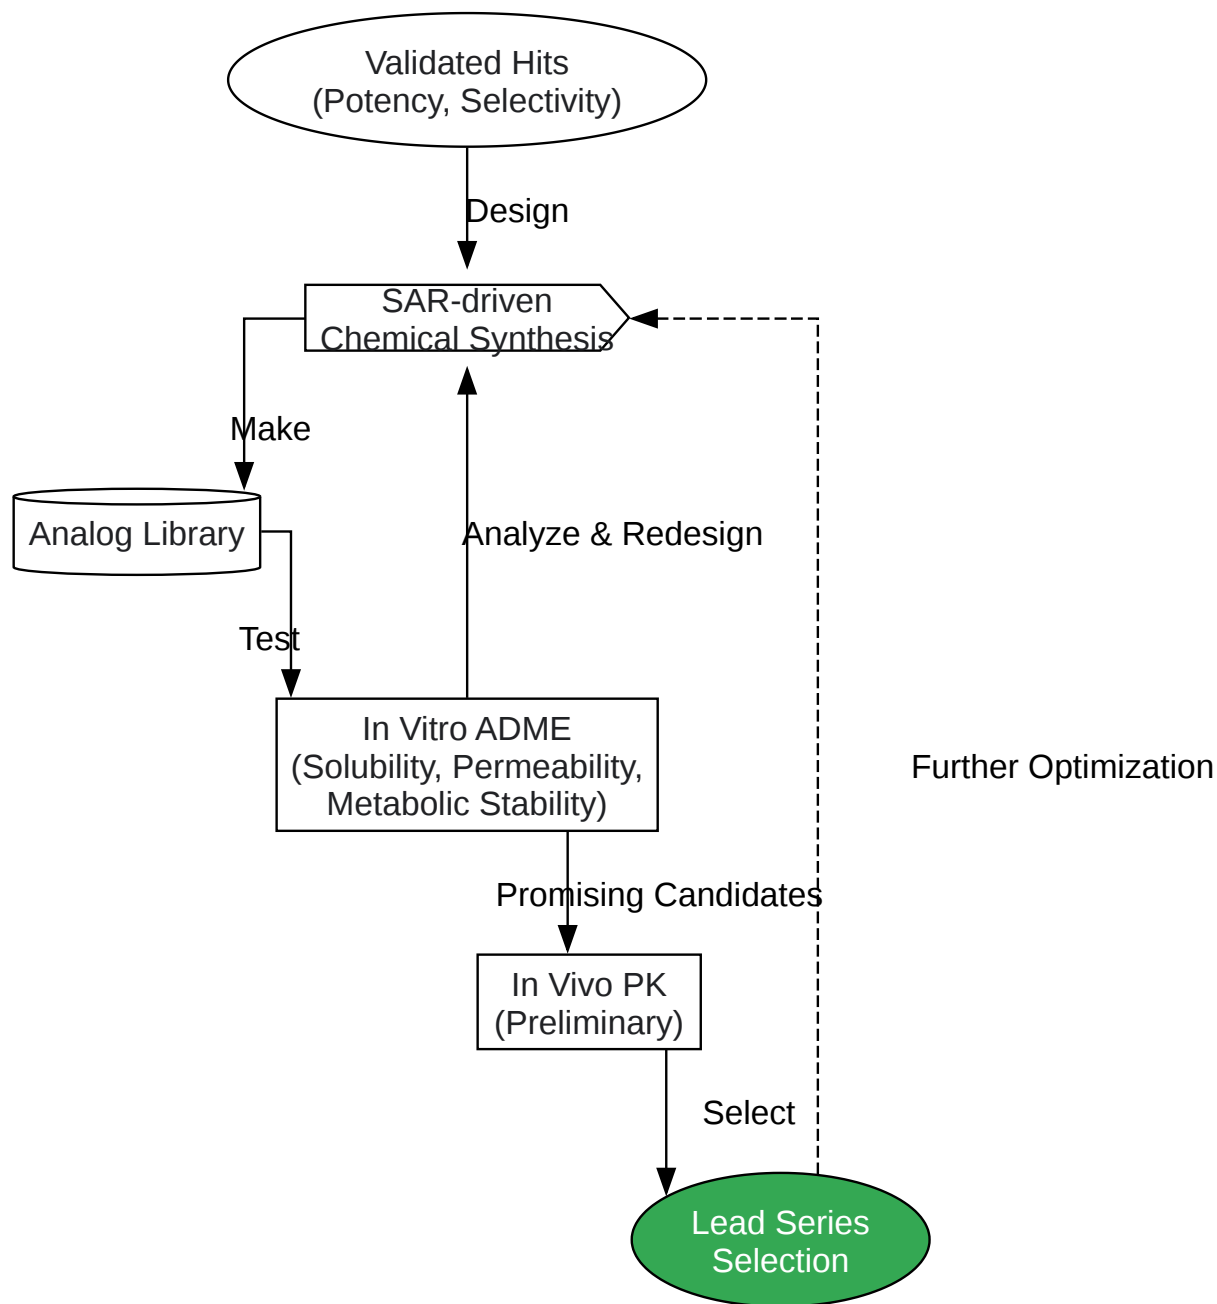 Validated Hits
(Potency, Selectivity)
Design
SAR-driven
Chemical Synthesis
Make
Analog Library
Analyze & Redesign
Test
In Vitro ADME
(Solubility, Permeability,
Metabolic Stability)
Further Optimization
Promising Candidates
In Vivo PK
(Preliminary)
Select
Lead Series
Selection